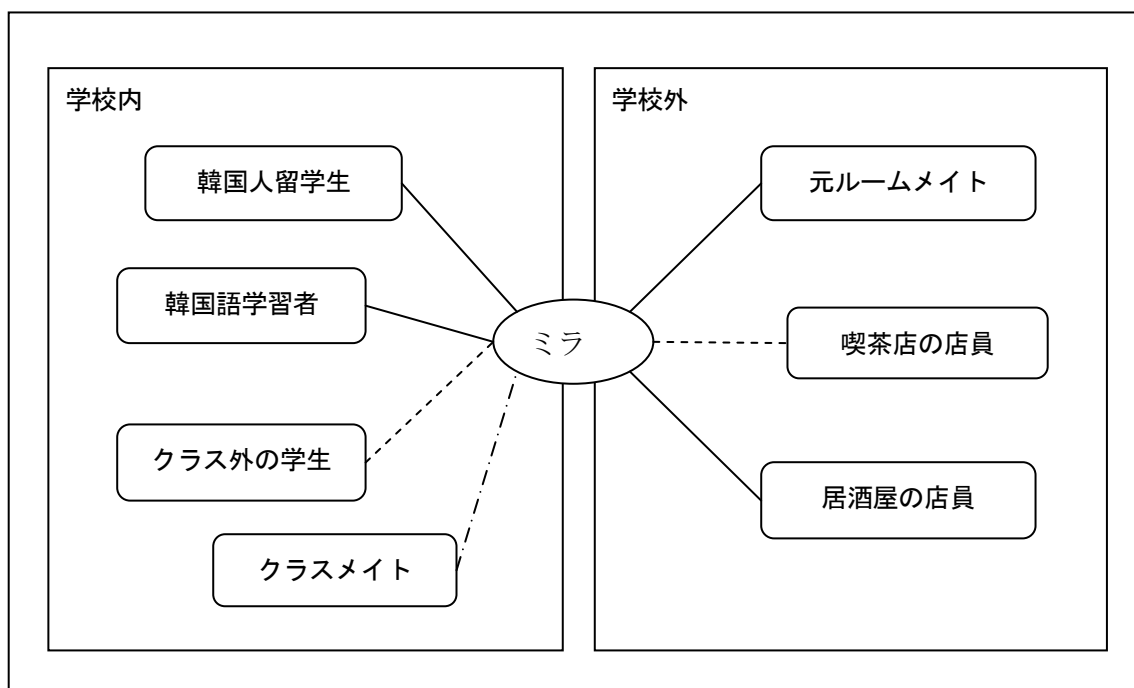 学校内
韓国人留学生
韓国語学習者
クラス外の学生
クラスメイト
ミラ
学校外
元ルームメイト
喫茶店の店員
居酒屋の店員